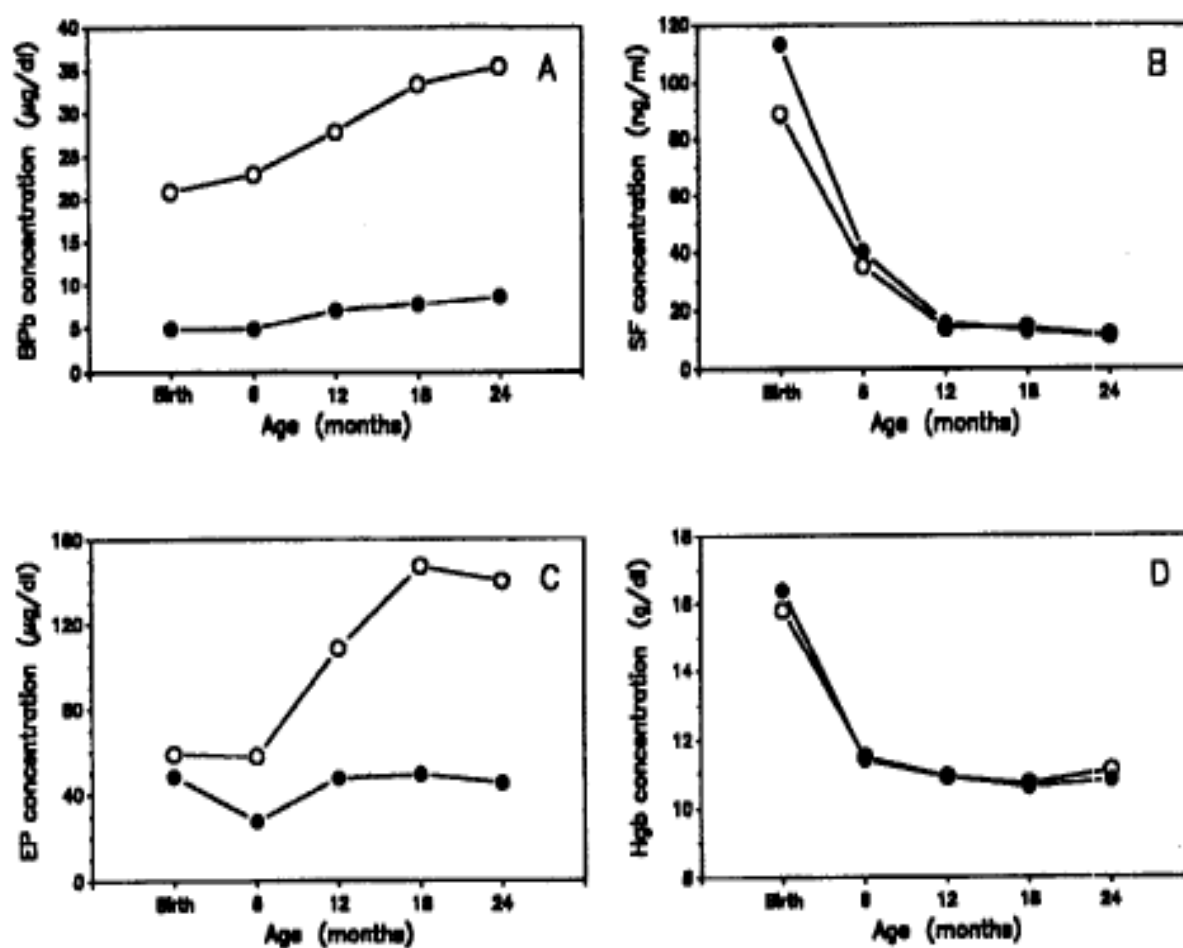 A
BPb concentration (μg/dl)
40
35
30
25
20
15
10
5
0
Birth 6 12 18 24
Age (months)
B
SF concentration (ng/ml)
120
100
80
60
40
20
0
Birth 6 12 18 24
Age (months)
C
EP concentration (μg/dl)
160
120
80
40
0
Birth 6 12 18 24
Age (months)
D
Hgb concentration (g/dl)
18
16
14
12
10
8
Birth 6 12 18 24
Age (months)